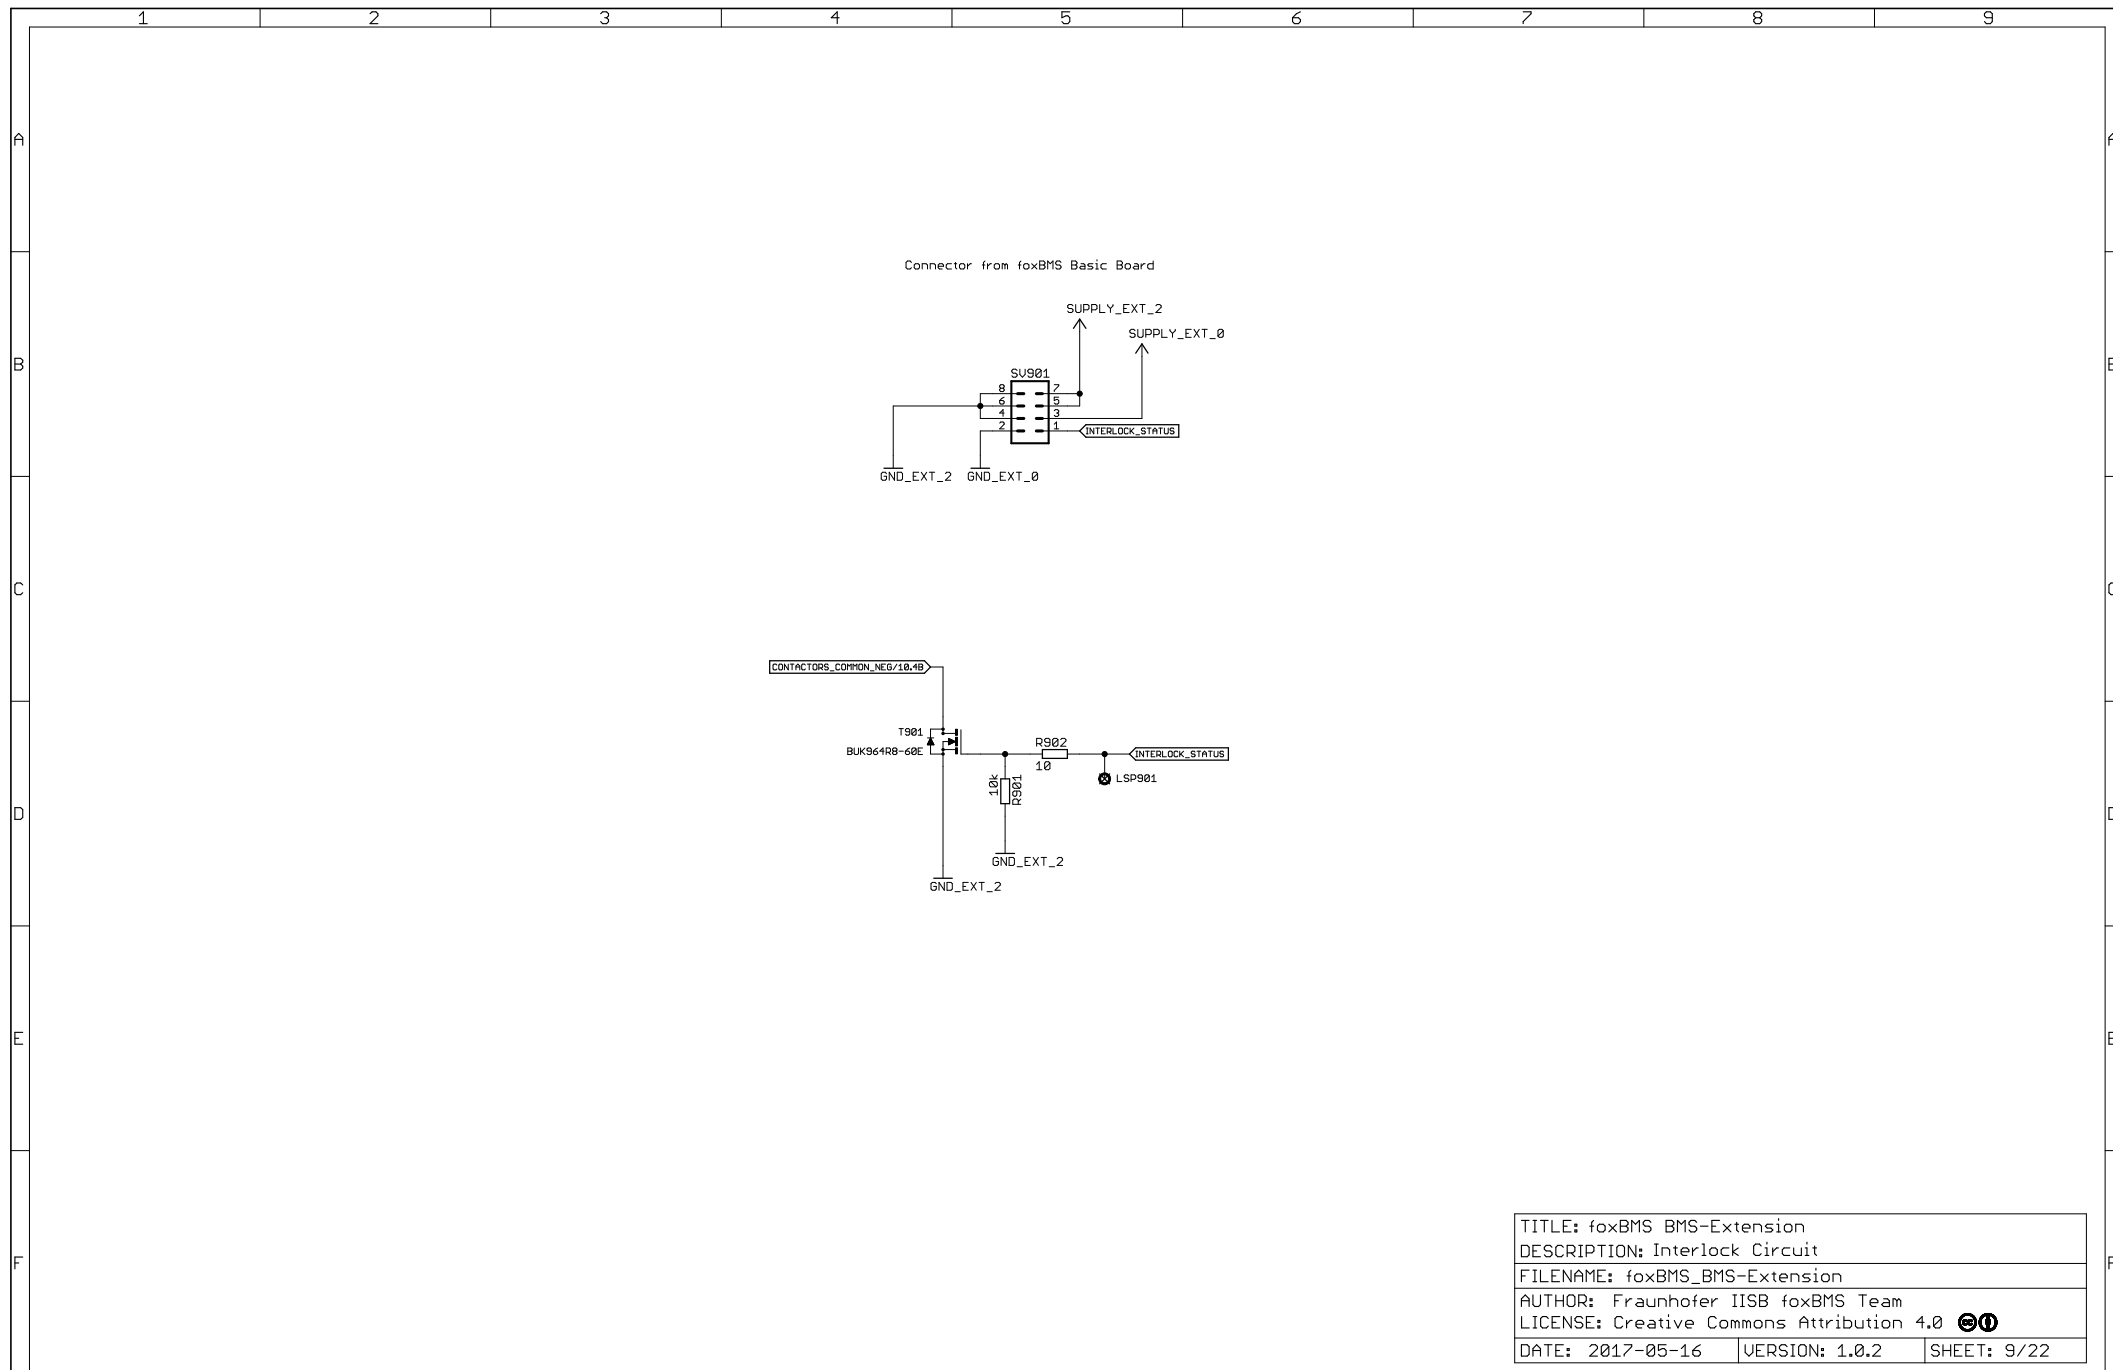 1 2 3 4 5 6 7 8 9
A
Connector from foxBMS Basic Board
SUPPLY_EXT_2
SUPPLY_EXT_0
B
SV901
8 7
6 5
4 3
2 1
INTERLOCK_STATUS
GND_EXT_2 GND_EXT_0
C
CONTACTORS_COMMON_NEG/10.4B
T901
BUK964R8-60E
R902
10
INTERLOCK_STATUS
LSP901
10k
R901
D
GND_EXT_2
GND_EXT_2
E
F
TITLE: foxBMS BMS-Extension
DESCRIPTION: Interlock Circuit
FILENAME: foxBMS_BMS-Extension
AUTHOR: Fraunhofer IISB foxBMS Team
LICENSE: Creative Commons Attribution 4.0 cc
DATE: 2017-05-16 VERSION: 1.0.2 SHEET: 9/22